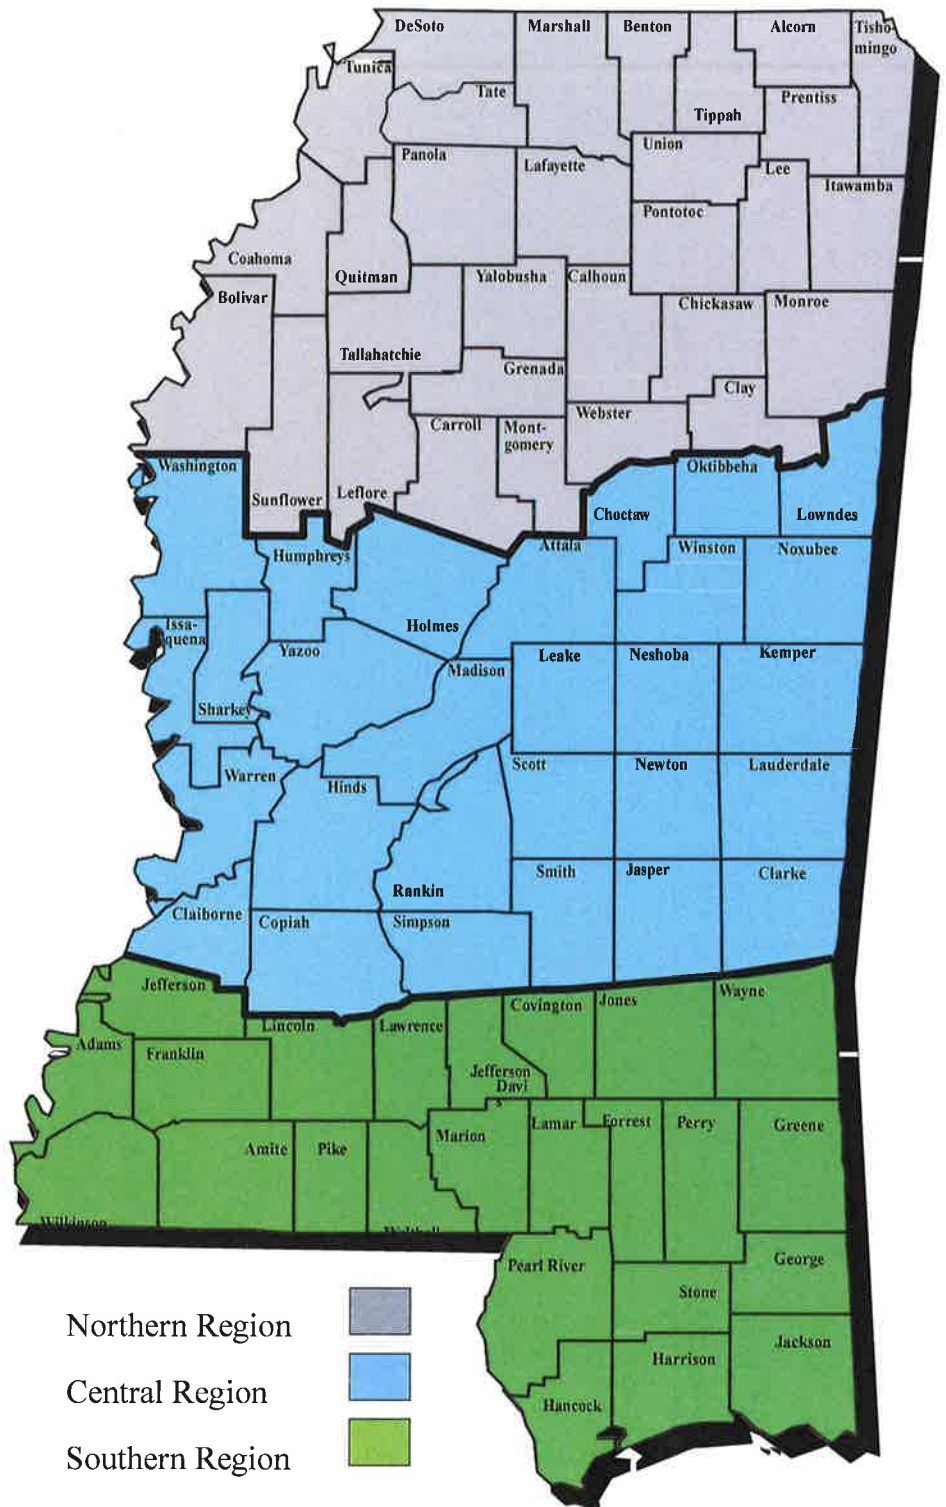 DeSoto Marshall Benton Alcorn Tisho-
mingo
Tunica
Tate
Prentiss
Tippah
Panola
Lafayette
Union
Lee
Itawamba
Pontotoc
Coahoma
Quitman
Yalobusha
Calhoun
Bolivar
Chickasaw
Monroe
Tallahatchie
Grenada
Clay
Carroll
Mont-
gomery
Webster
Washington
Sunflower
Leflore
Oktibbeha
Choctaw
Lowndes
Humphreys
Attala
Winston
Noxubee
Issa-
quena
Holmes
Yazoo
Madison
Leake
Neshoba
Kemper
Sharkey
Warren
Hinds
Scott
Newton
Lauderdale
Rankin
Smith
Jasper
Clarke
Claiborne
Copiah
Simpson
Jefferson
Lincoln
Lawrence
Covington
Jones
Wayne
Adams
Franklin
Jefferson
Davi
s
Amite
Pike
Marion
Lamar
Forrest
Perry
Greene
Wilkinson
Pearl River
George
Stone
Harrison
Jackson
Hancock
Northern Region
Central Region
Southern Region